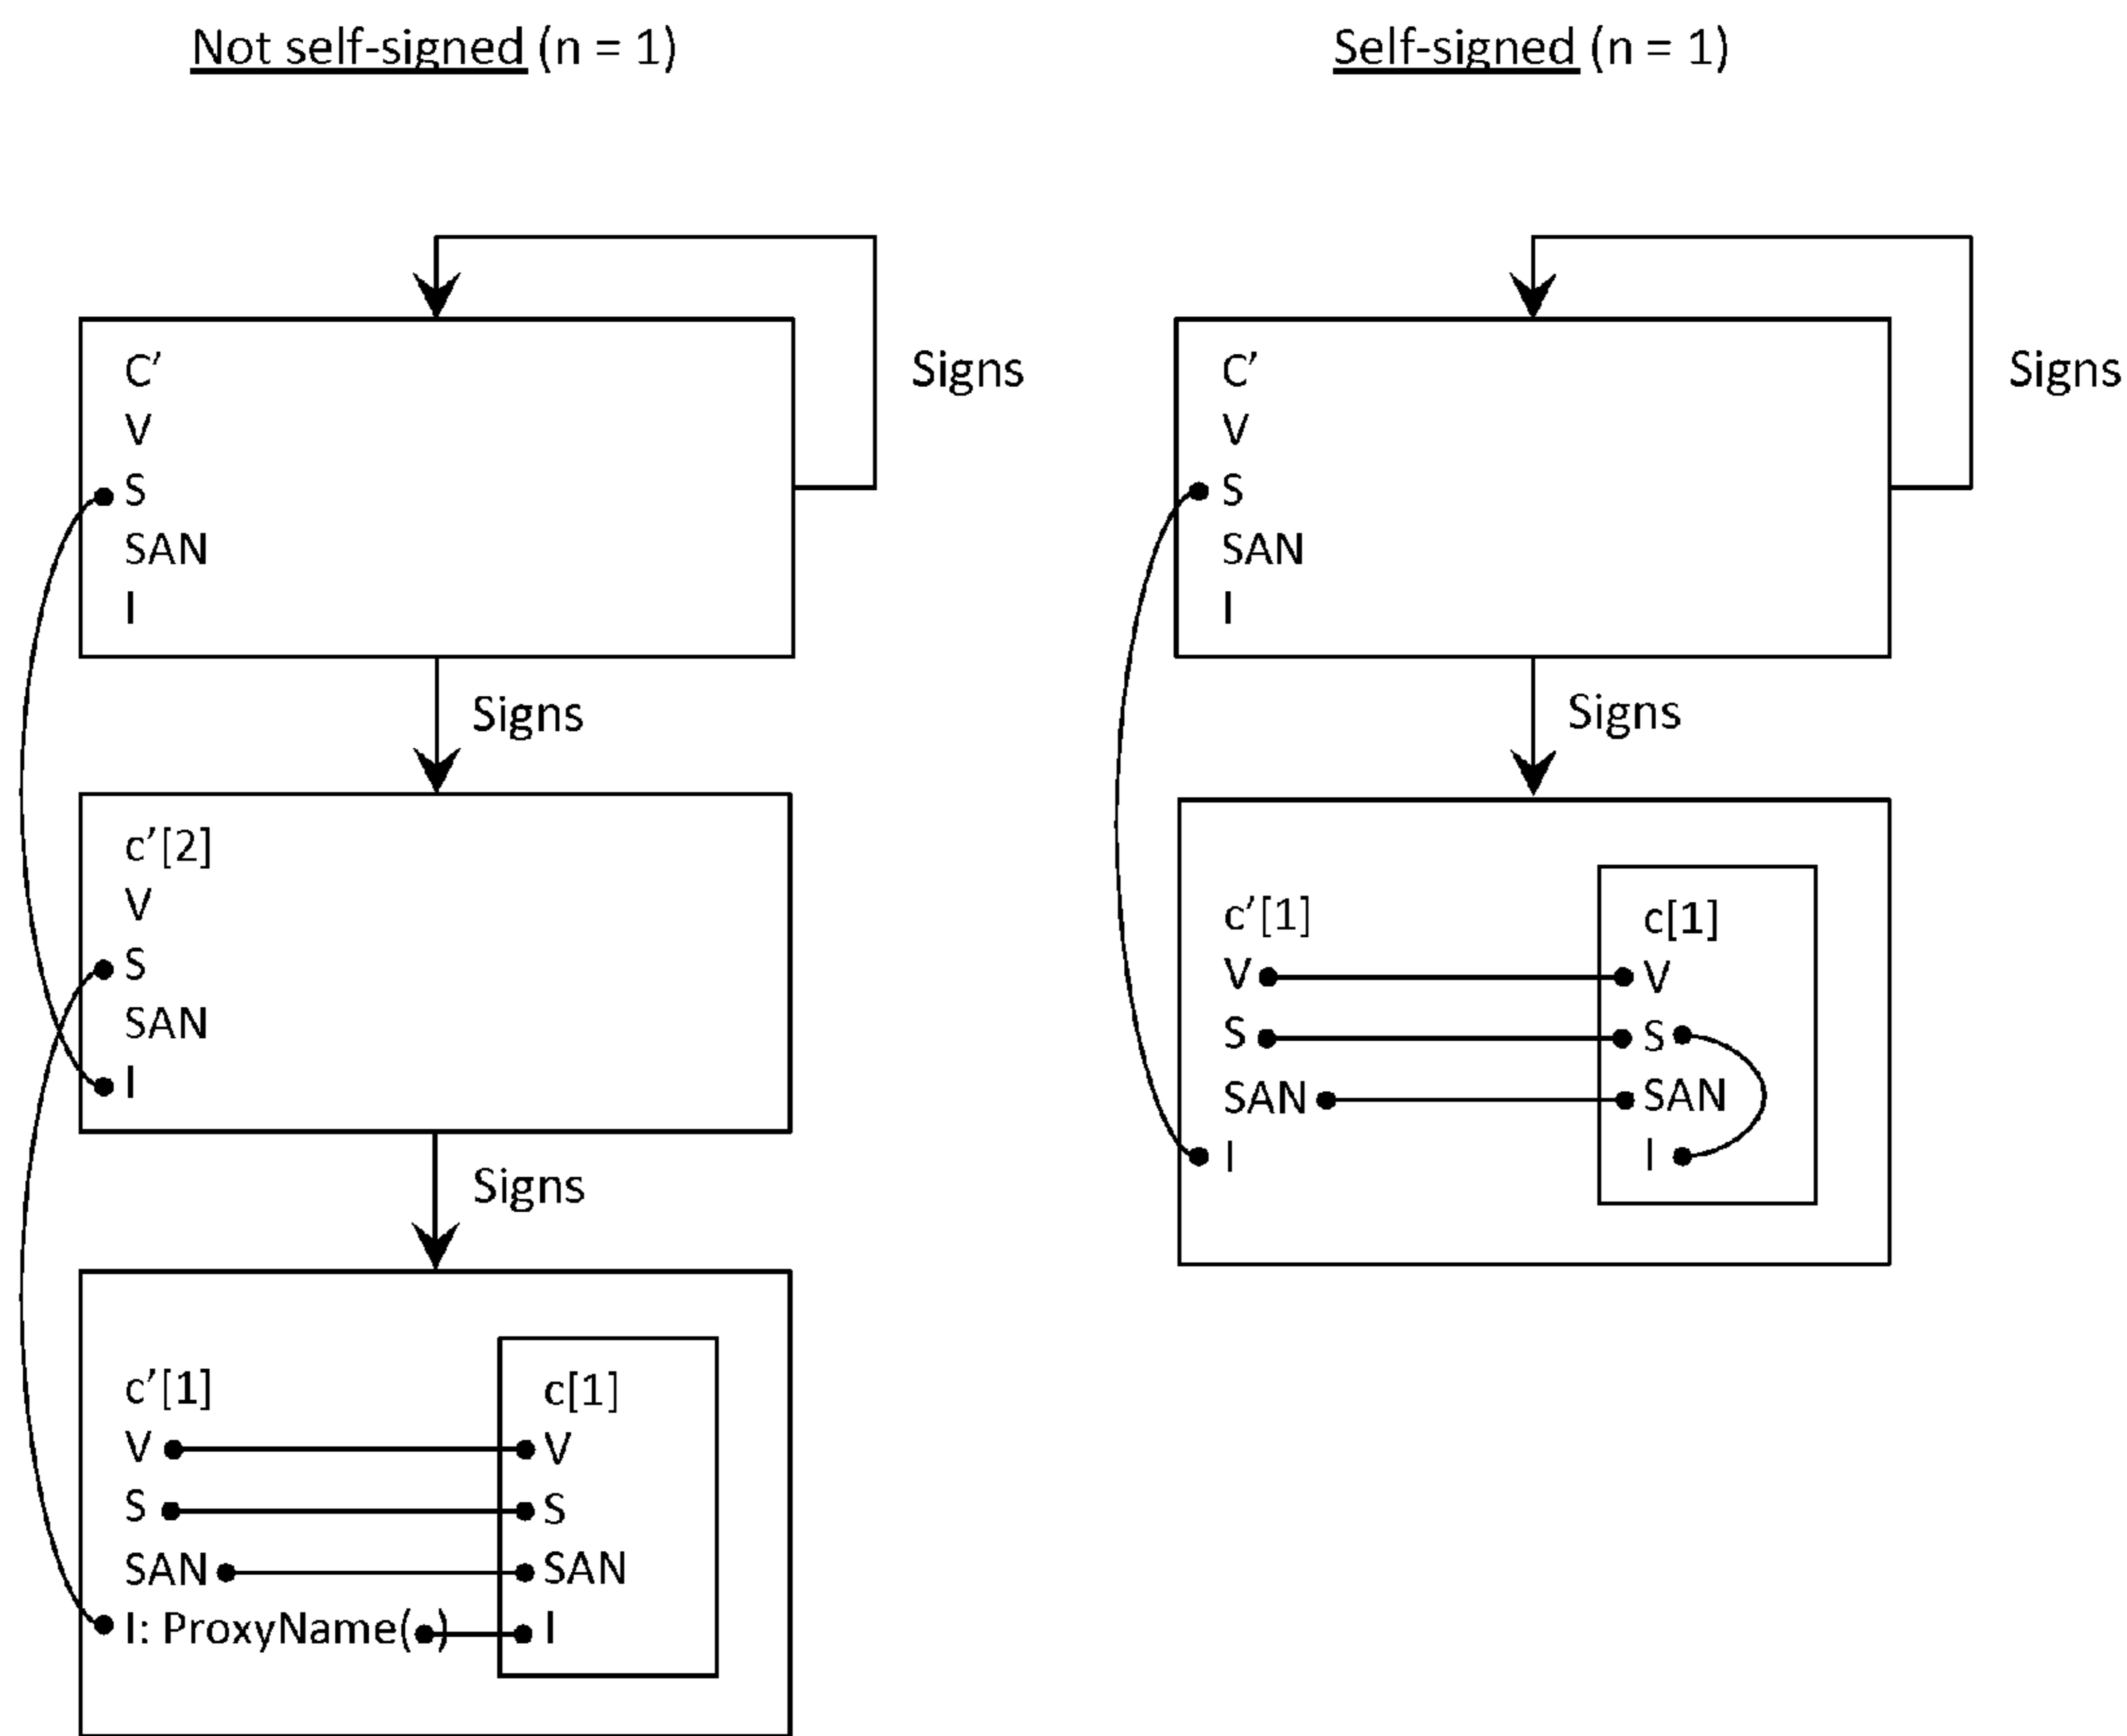 Not self-signed (n = 1)
C’
V
S
SAN
I
Signs
Signs
c’[2]
V
S
SAN
I
Signs
c’[1]
V
S
SAN
I: ProxyName( )
c[1]
V
S
SAN
I
Self-signed (n = 1)
C’
V
S
SAN
I
Signs
Signs
c’[1]
V
S
SAN
I
c[1]
V
S
SAN
I